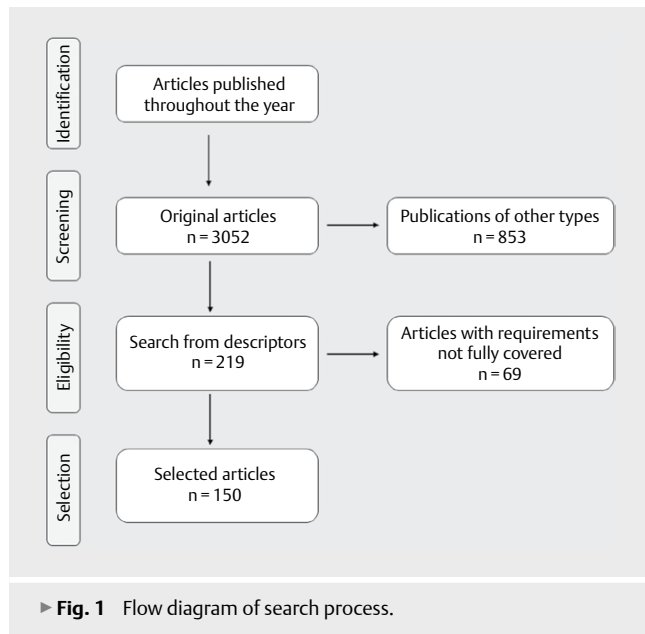 Identification
Articles published
throughout the year
Screening
Original articles
n = 3052
Publications of other types
n = 853
Eligibility
Search from descriptors
n = 219
Articles with requirements
not fully covered
n = 69
Selection
Selected articles
n = 150
▶ Fig. 1 Flow diagram of search process.